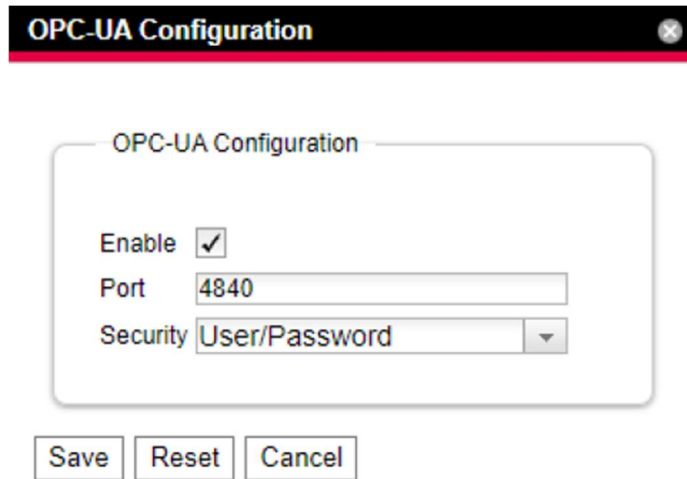 OPC-UA Configuration
OPC-UA Configuration
Enable
Port 4840
Security User/Password
Save Reset Cancel